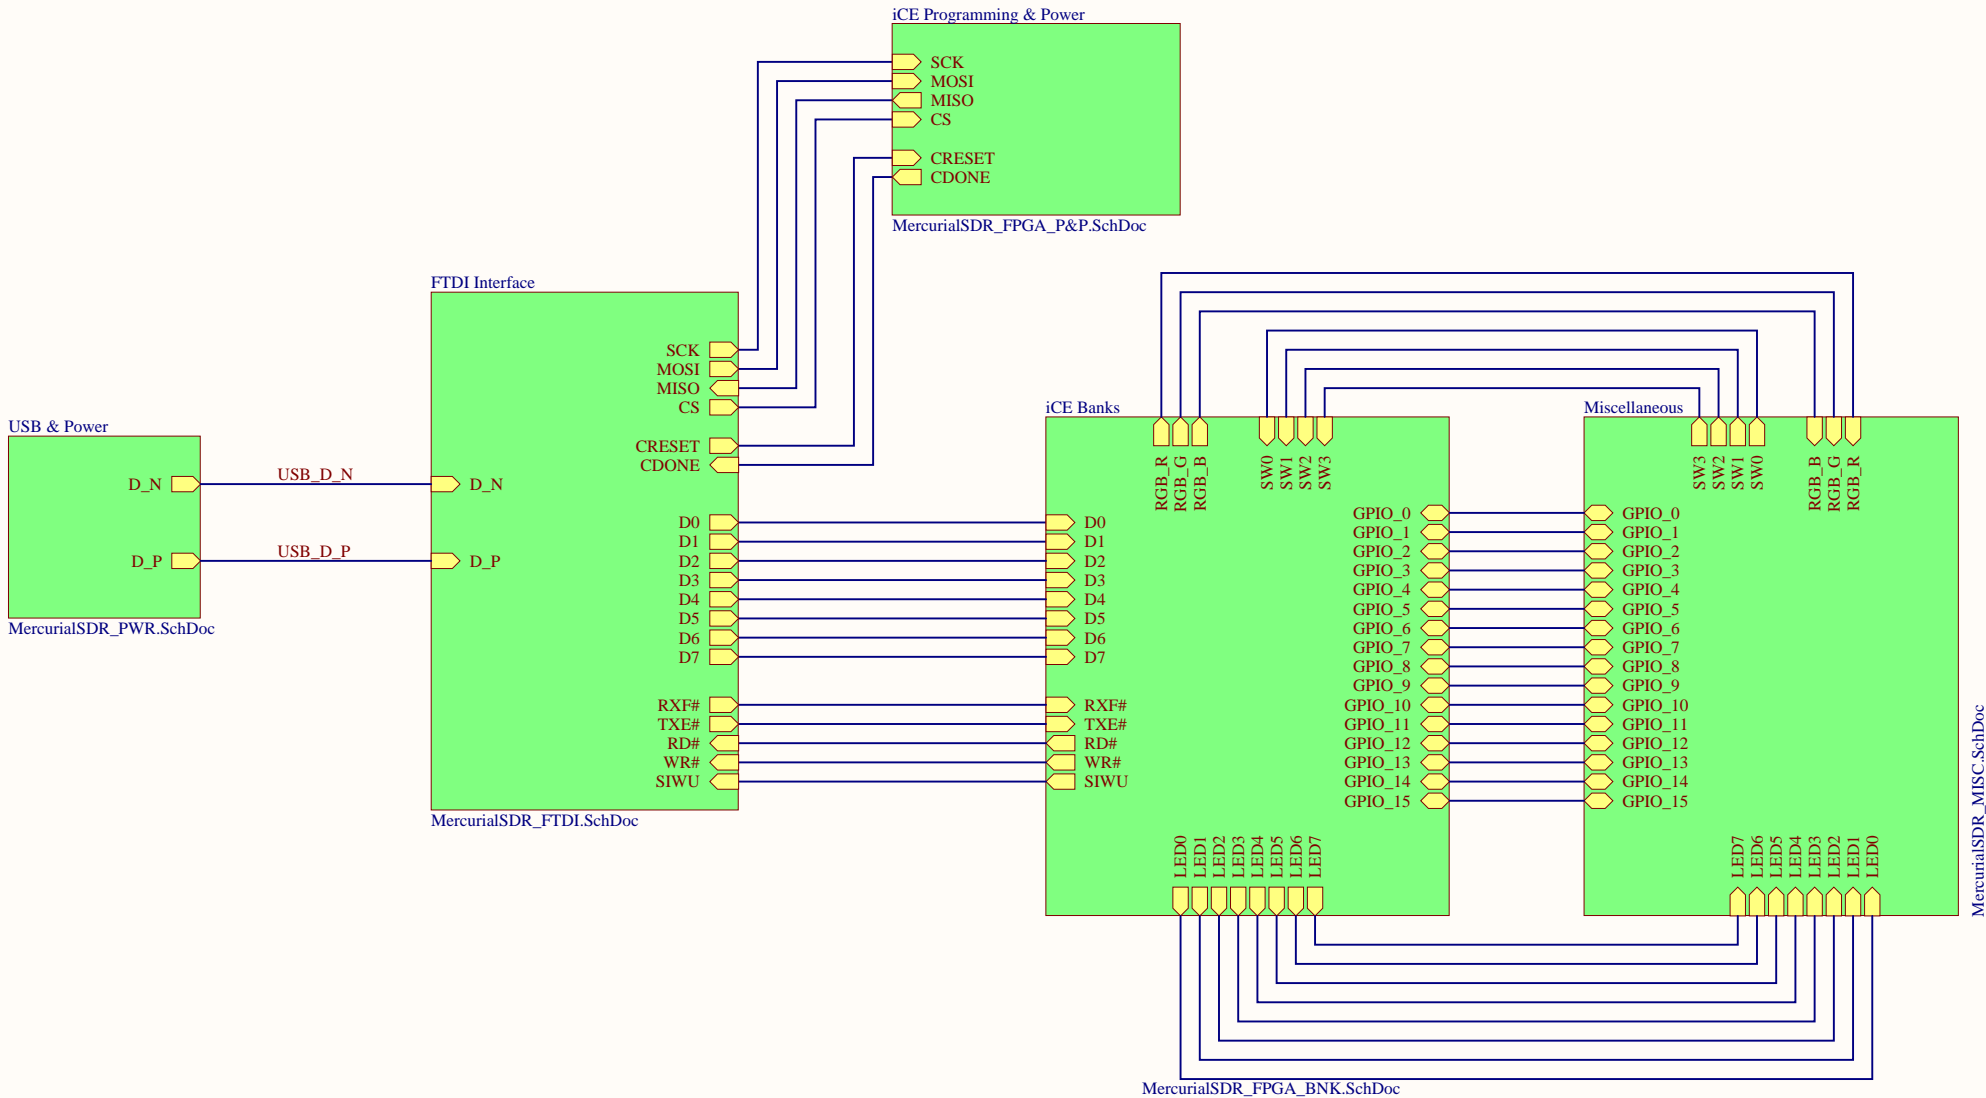 iCE Programming & Power
SCK
MOSI
MISO
CS
CRESET
CDONE
MercurialSDR_FPGA_P&P.SchDoc
FTDI Interface
SCK
MOSI
MISO
CS
CRESET
CDONE
D_N
D_P
D0
D1
D2
D3
D4
D5
D6
D7
RXF#
TXE#
RD#
WR#
SIWU
MercurialSDR_FTDI.SchDoc
USB & Power
D_N
D_P
MercurialSDR_PWR.SchDoc
USB_D_N
USB_D_P
iCE Banks
RGB_R
RGB_G
RGB_B
SW0
SW1
SW2
SW3
D0
D1
D2
D3
D4
D5
D6
D7
RXF#
TXE#
RD#
WR#
SIWU
GPIO_0
GPIO_1
GPIO_2
GPIO_3
GPIO_4
GPIO_5
GPIO_6
GPIO_7
GPIO_8
GPIO_9
GPIO_10
GPIO_11
GPIO_12
GPIO_13
GPIO_14
GPIO_15
LED0
LED1
LED2
LED3
LED4
LED5
LED6
LED7
MercurialSDR_FPGA_BNK.SchDoc
Miscellaneous
SW3
SW2
SW1
SW0
RGB_B
RGB_G
RGB_R
GPIO_0
GPIO_1
GPIO_2
GPIO_3
GPIO_4
GPIO_5
GPIO_6
GPIO_7
GPIO_8
GPIO_9
GPIO_10
GPIO_11
GPIO_12
GPIO_13
GPIO_14
GPIO_15
LED7
LED6
LED5
LED4
LED3
LED2
LED1
LED0
MercurialSDR_MISC.SchDoc